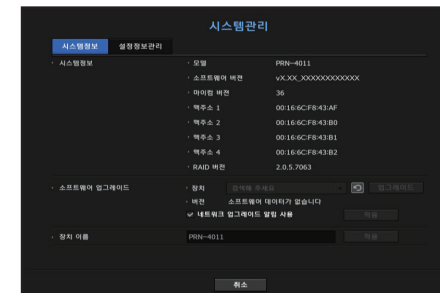 시스템관리
시스템정보 설정정보관리
시스템정보 모델 PRN-4011
소프트웨어 버전 vX.XX_XXXXXXXXXXXX
마이컴 버전 36
맥주소 1 00:16:6C:F8:43:AF
맥주소 2 00:16:6C:F8:43:B0
맥주소 3 00:16:6C:F8:43:B1
맥주소 4 00:16:6C:F8:43:B2
RAID 버전 2.0.5.7063
소프트웨어 업그레이드 장치 검색해 주세요 업그레이드
버전 소프트웨어 데이터가 없습니다
네트워크 업그레이드 알림 사용 적용
장치 이름 PRN-4011 적용
취소